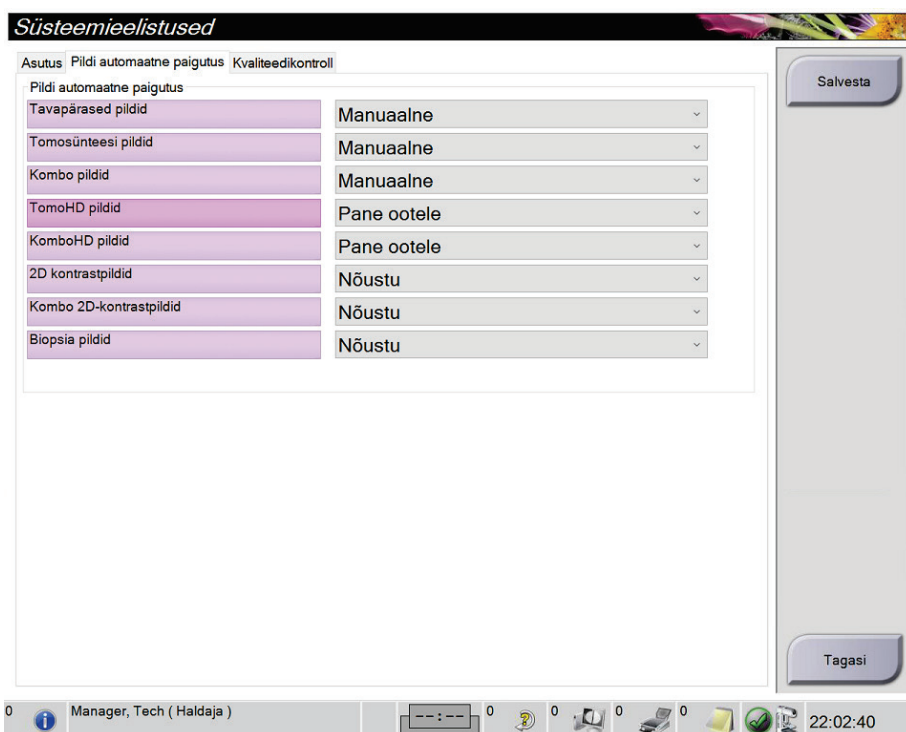 Süsteemieelistused
Asutus Pildi automaatne paigutus Kvaliteedikontroll
Salvesta
Pildi automaatne paigutus
Tavapärased pildid Manuaalne
Tomosünteesi pildid Manuaalne
Kombo pildid Manuaalne
TomoHD pildid Pane ootele
KomboHD pildid Pane ootele
2D kontrastpildid Nõustu
Kombo 2D-kontrastpildid Nõustu
Biopsia pildid Nõustu
Tagasi
0 Manager, Tech ( Haldaja ) --:-- 0 0 0 0 22:02:40